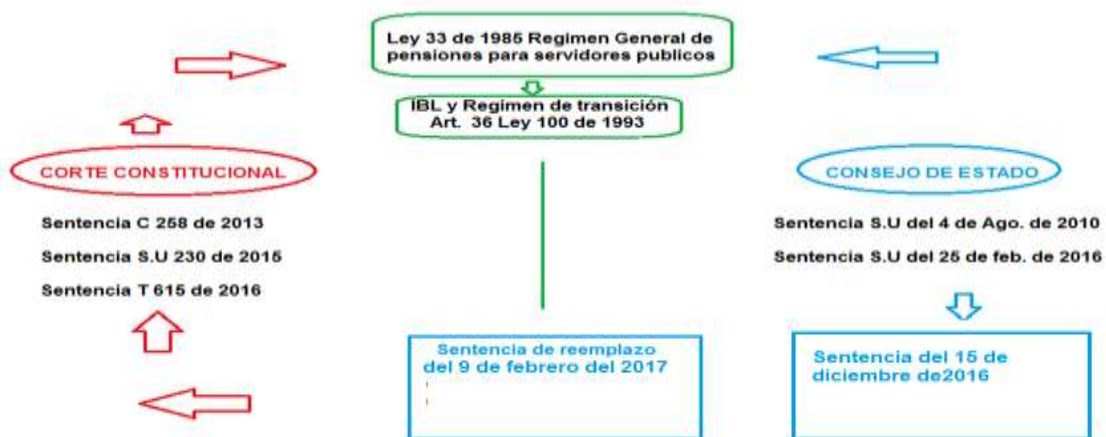 Ley 33 de 1985 Regimen General de
pensiones para servidores publicos
IBL y Regimen de transición
Art. 36 Ley 100 de 1993
CORTE CONSTITUCIONAL
Sentencia C 258 de 2013
Sentencia S.U 230 de 2015
Sentencia T 615 de 2016
CONSEJO DE ESTADO
Sentencia S.U del 4 de Ago. de 2010
Sentencia S.U del 25 de feb. de 2016
Sentencia de reemplazo
del 9 de febrero del 2017
Sentencia del 15 de
diciembre de2016